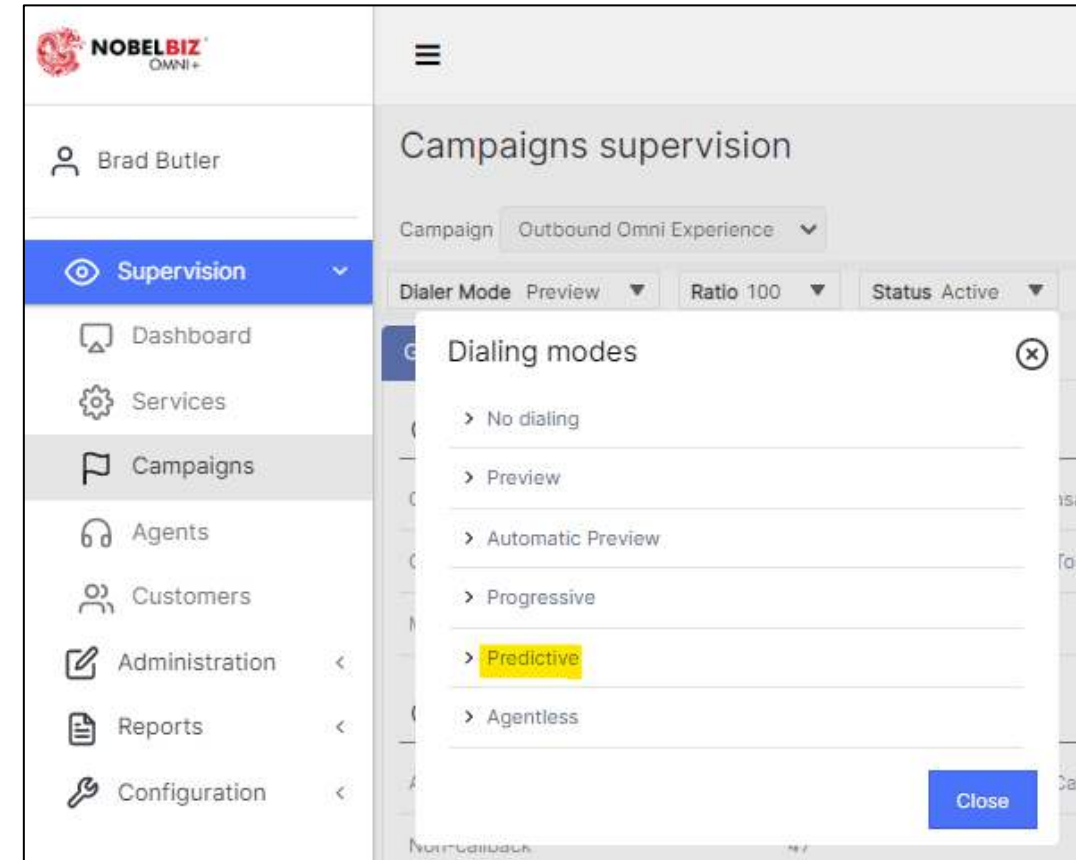 NOBELBIZ
OMNI+
Brad Butler
Supervision
Dashboard
Services
Campaigns
Agents
Customers
Administration
Reports
Configuration
Campaigns supervision
Campaign Outbound Omni Experience
Dialer Mode Preview Ratio 100 Status Active
Dialing modes
No dialing
Preview
Automatic Preview
Progressive
Predictive
Agentless
Close
Non-callback 47